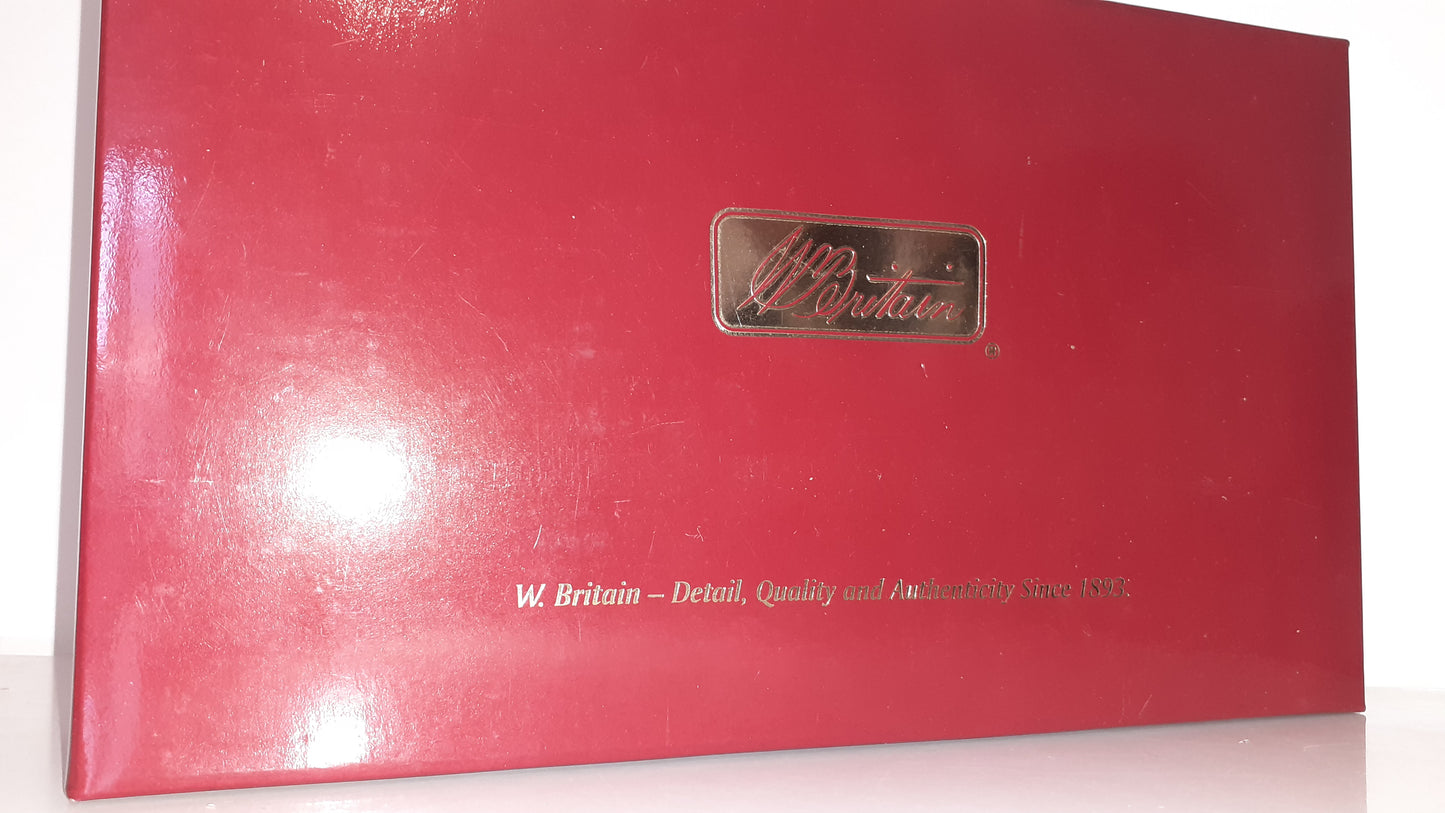 W Britain
®
W. Britain – Detail, Quality and Authenticity Since 1893.